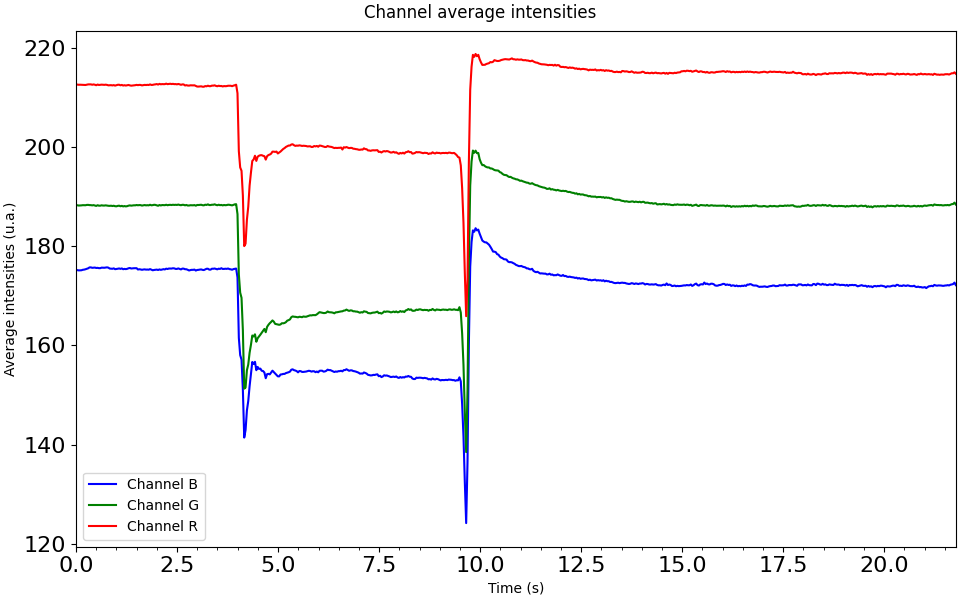 Channel average intensities
Average intensities (u.a.)
220
200
180
160
140
120
Channel B
Channel G
Channel R
0.0 2.5 5.0 7.5 10.0 12.5 15.0 17.5 20.0
Time (s)